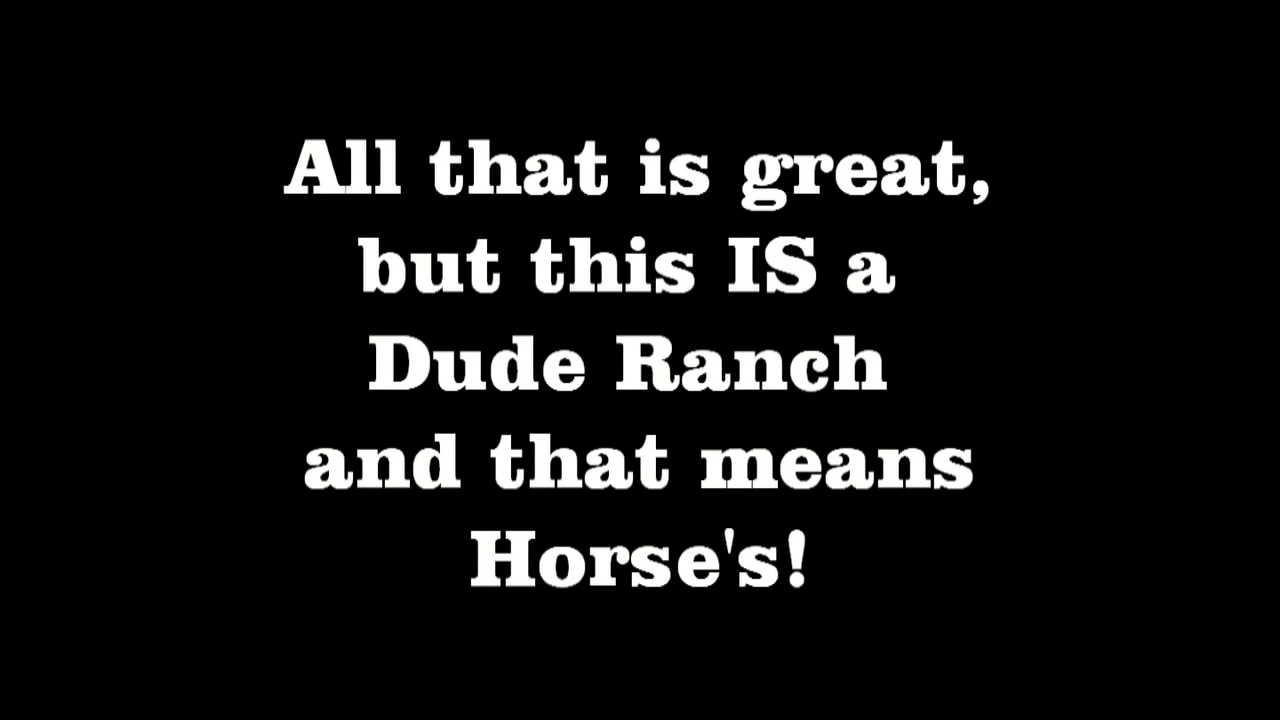 All that is great,
but this IS a
Dude Ranch
and that means
Horse's!